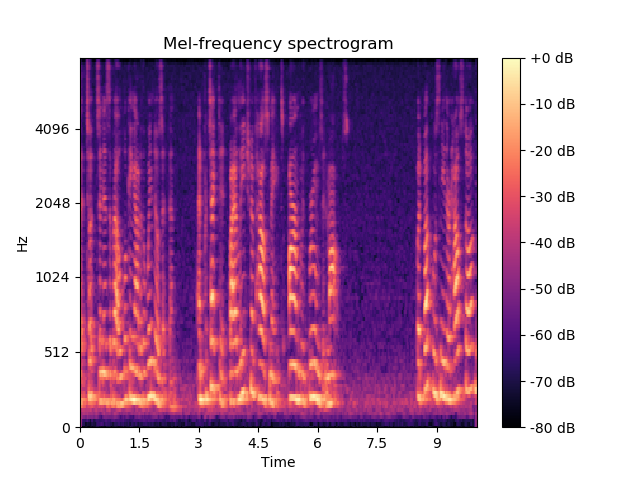 Mel-frequency spectrogram
Hz
4096
2048
1024
512
0
0 1.5 3 4.5 6 7.5 9
Time
+0 dB
-10 dB
-20 dB
-30 dB
-40 dB
-50 dB
-60 dB
-70 dB
-80 dB